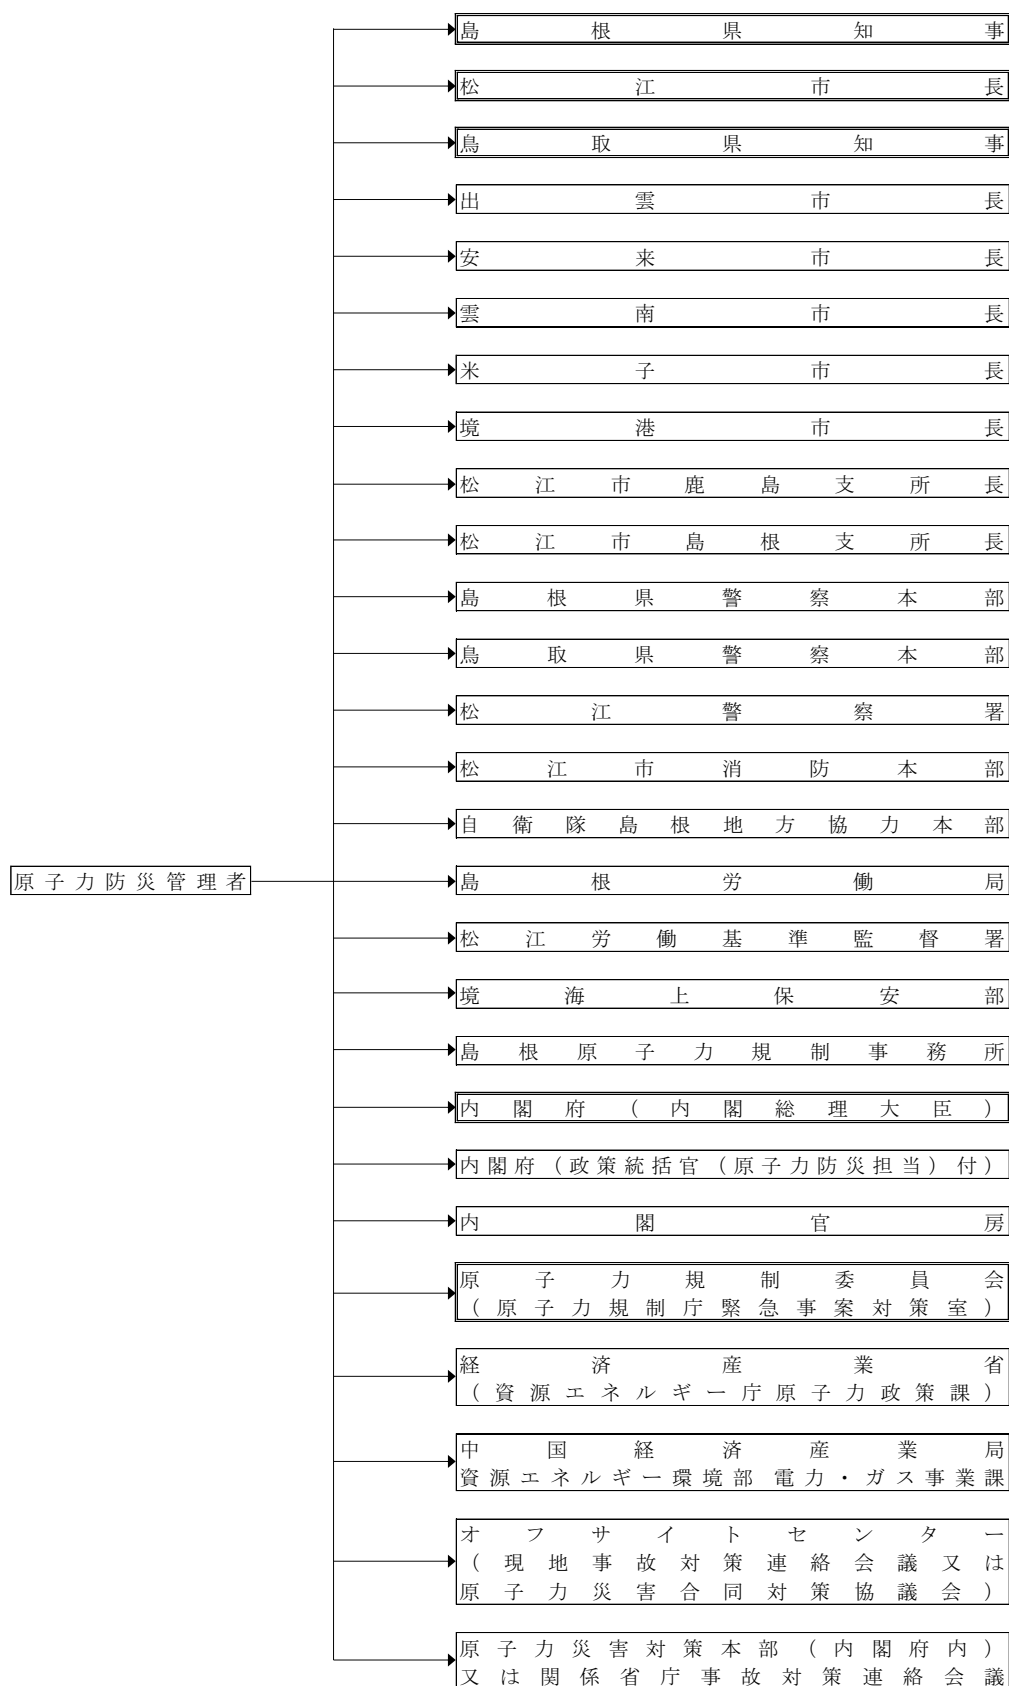 島根県知事
松江市長
鳥取県知事
出雲市長
安来市長
雲南市長
米子市長
境港市長
松江市鹿島支所長
松江市島根支所長
島根県警察本部
鳥取県警察本部
松江警察署
松江市消防本部
自衛隊島根地方協力本部
原子力防災管理者
島根労働局
松江労働基準監督署
境海上保安部
島根原子力規制事務所
内閣府(内閣総理大臣)
内閣府(政策統括官(原子力防災担当)付)
内閣官房
原子力規制委員会
(原子力規制庁緊急事案対策室)
経済産業省
(資源エネルギー庁原子力政策課)
中国経済産業局
資源エネルギー環境部 電力・ガス事業課
オフサイトセンター
(現地事故対策連絡会議又は
原子力災害合同対策協議会)
原子力災害対策本部(内閣府内)
又は関係省庁事故対策連絡会議